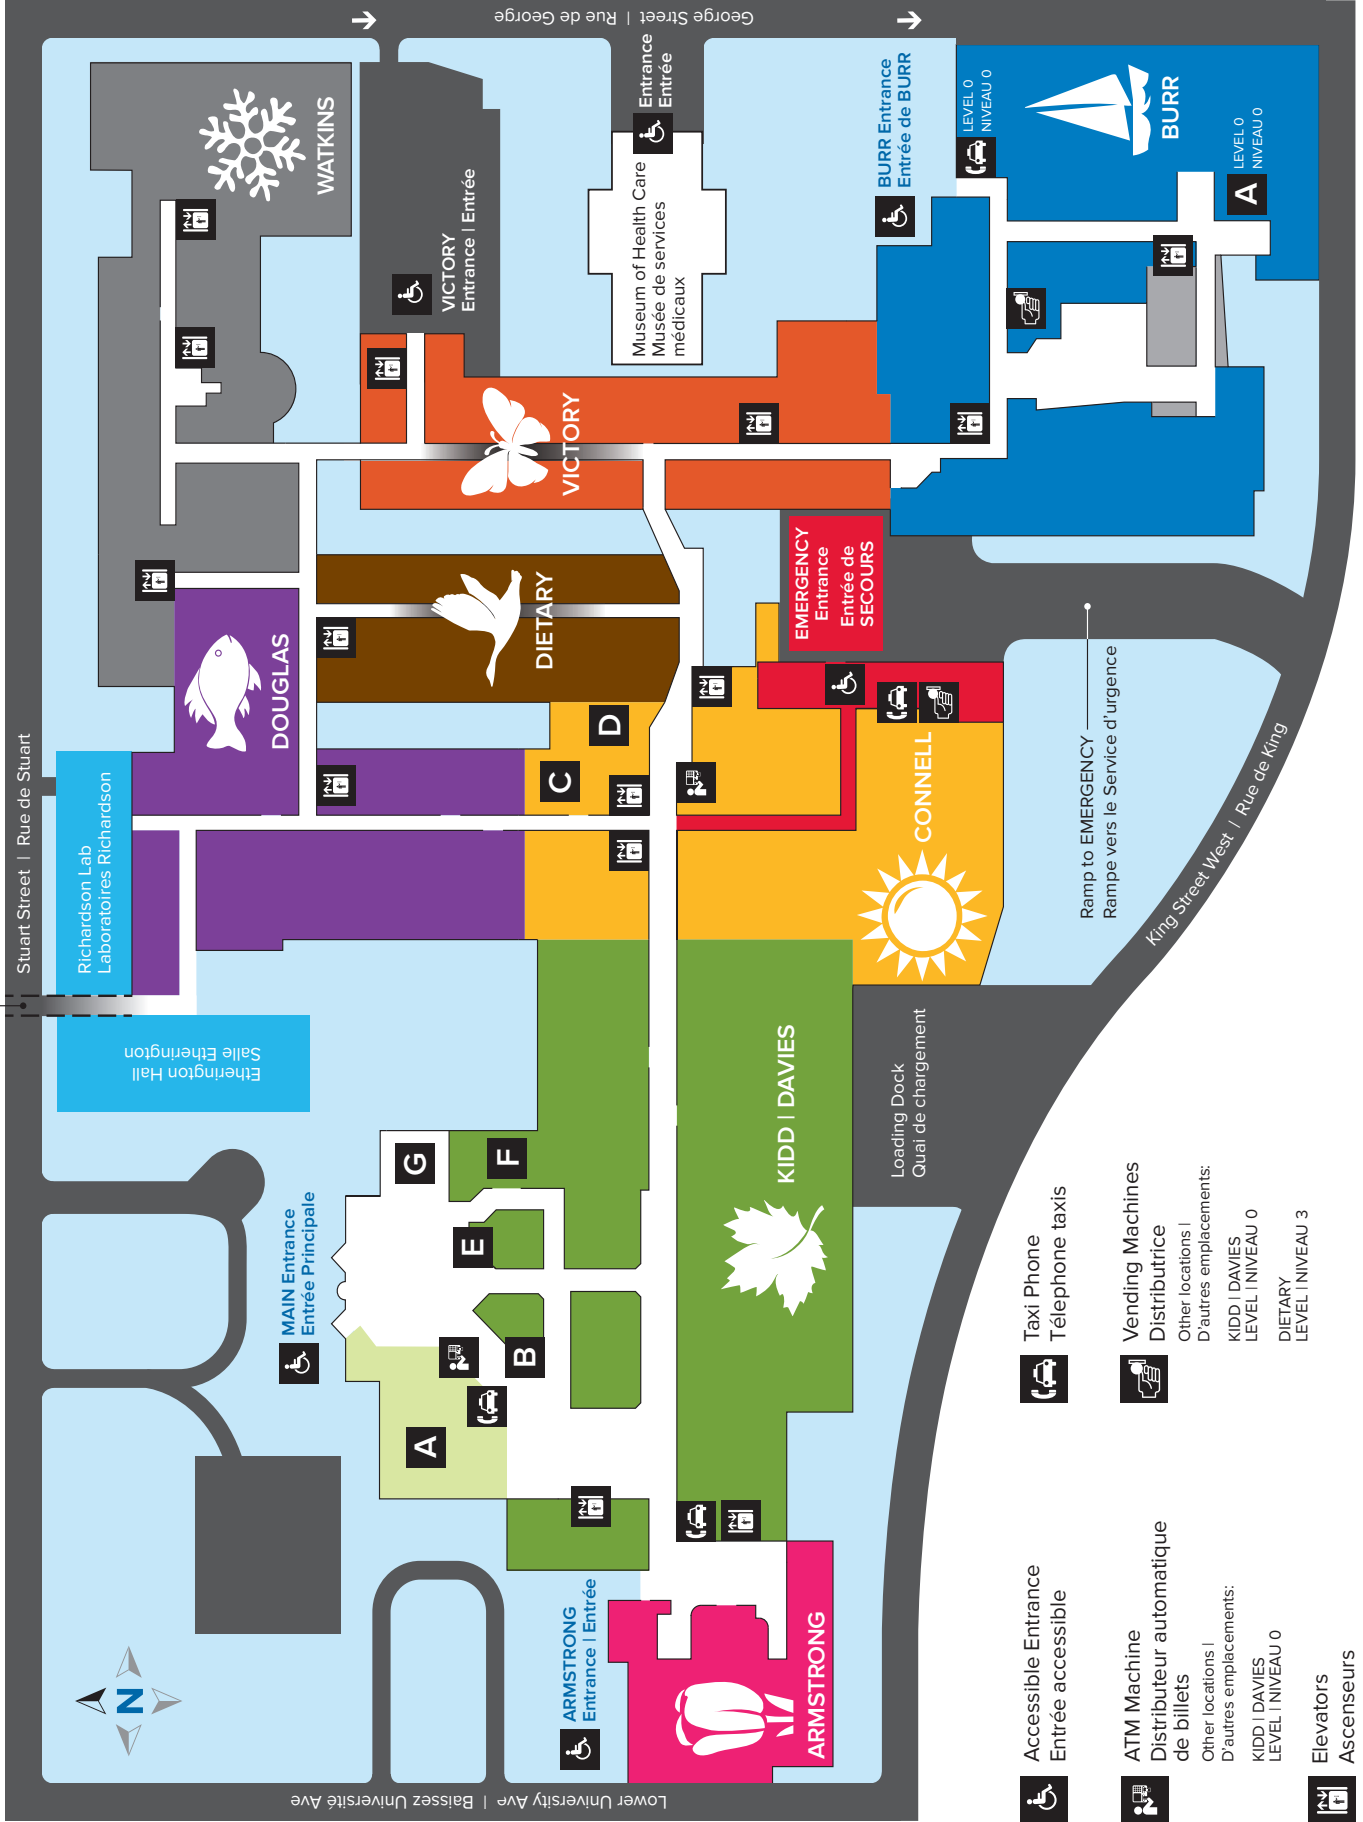 Stuart Street | Rue de Stuart
George Street | Rue de George
Lower University Ave | Baissez Université Ave
King Street West | Rue de King
N
Richardson Lab
Laboratoires Richardson
Etherington Hall
Salle Etherington
MAIN Entrance
Entrée Principale
ARMSTRONG
Entrance | Entrée
ARMSTRONG
A
B
E
F
G
KIDD | DAVIES
Loading Dock
Quai de chargement
DOUGLAS
C
D
CONNELL
DIETARY
EMERGENCY
Entrance
Entrée de
SECOURS
Ramp to EMERGENCY
Rampe vers le Service d'urgence
WATKINS
VICTORY
Entrance | Entrée
VICTORY
Museum of Health Care
Musée de services
médicaux
Entrance
Entrée
BURR Entrance
Entrée de BURR
LEVEL 0
NIVEAU 0
BURR
A
LEVEL 0
NIVEAU 0
Accessible Entrance
Entrée accessible
ATM Machine
Distributeur automatique
de billets
Other locations |
D'autres emplacements:
KIDD | DAVIES
LEVEL | NIVEAU 0
Elevators
Ascenseurs
Taxi Phone
Télephone taxis
Vending Machines
Distributrice
Other locations |
D'autres emplacements:
KIDD | DAVIES
LEVEL | NIVEAU 0
DIETARY
LEVEL | NIVEAU 3